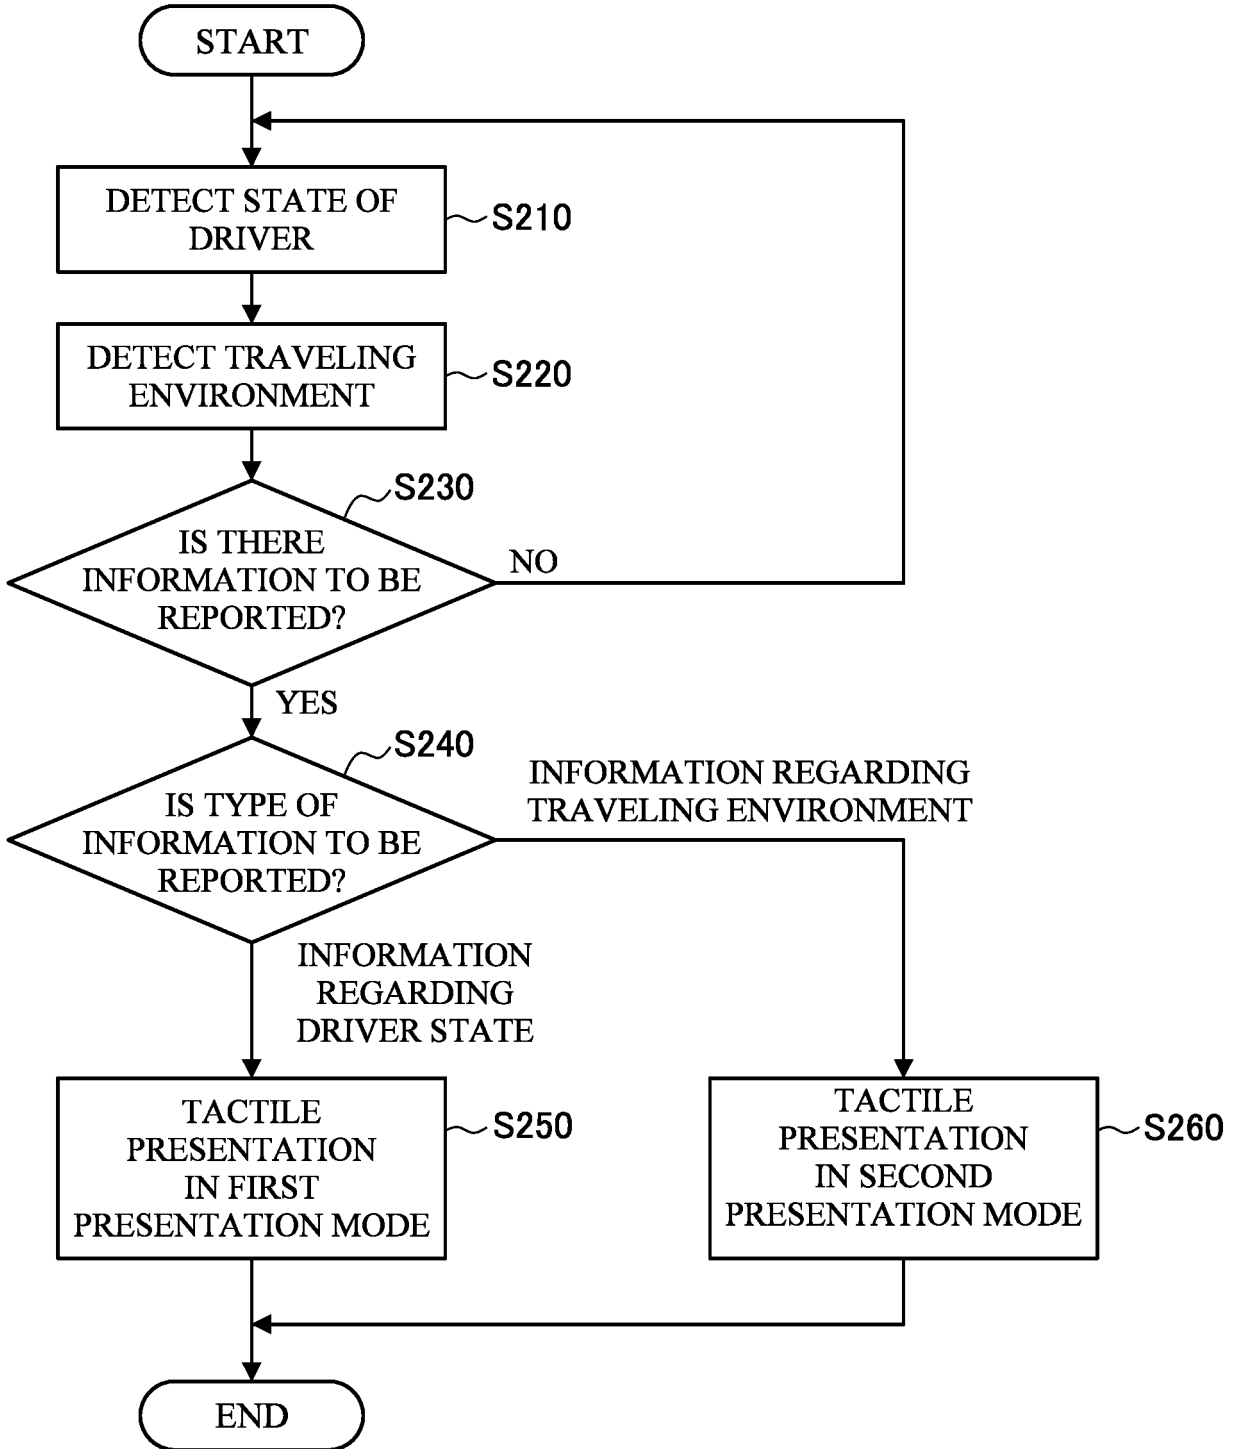 START
DETECT STATE OF
DRIVER
S210
DETECT TRAVELING
ENVIRONMENT
S220
S230
IS THERE
INFORMATION TO BE
REPORTED?
NO
YES
S240
IS TYPE OF
INFORMATION TO BE
REPORTED?
INFORMATION REGARDING
TRAVELING ENVIRONMENT
INFORMATION
REGARDING
DRIVER STATE
TACTILE
PRESENTATION
IN FIRST
PRESENTATION MODE
S250
TACTILE
PRESENTATION
IN SECOND
PRESENTATION MODE
S260
END